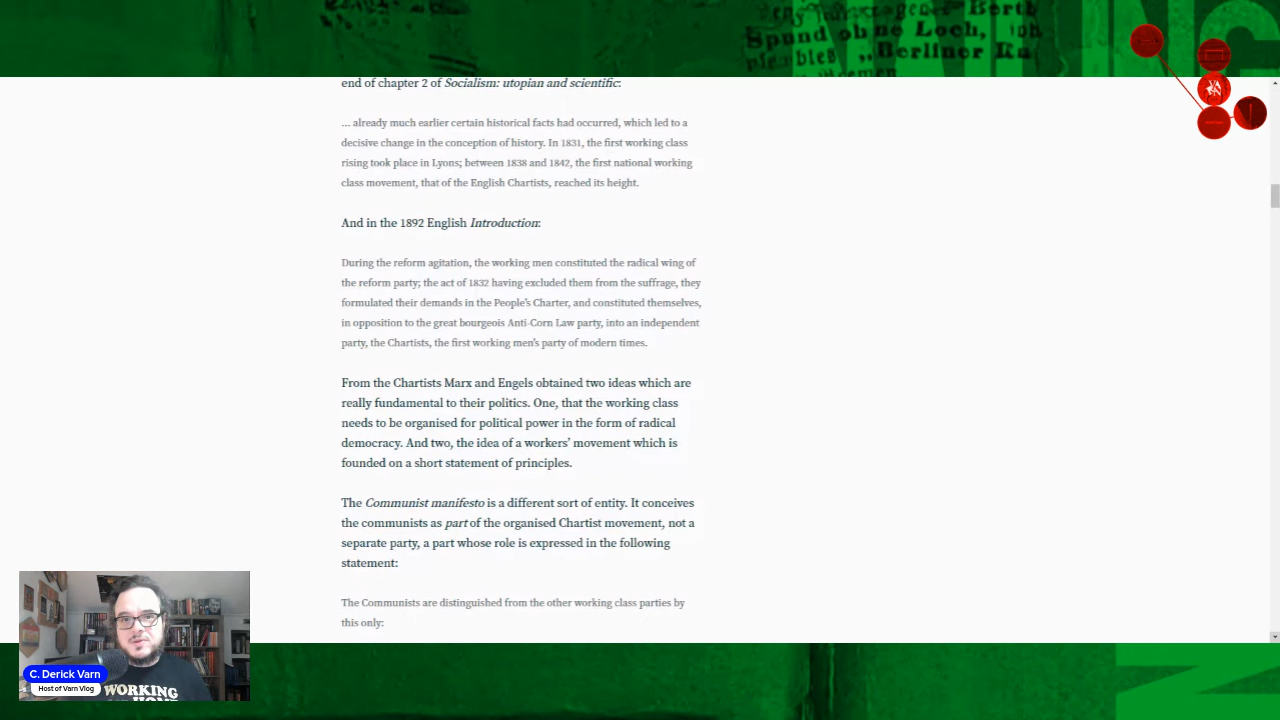 end of chapter 2 of Socialism: utopian and scientific:
... already much earlier certain historical facts had occurred, which led to a
decisive change in the conception of history. In 1831, the first working class
rising took place in Lyons; between 1838 and 1842, the first national working
class movement, that of the English Chartists, reached its height.
And in the 1892 English Introduction:
During the reform agitation, the working men constituted the radical wing of
the reform party; the act of 1832 having excluded them from the suffrage, they
formulated their demands in the People's Charter, and constituted themselves,
in opposition to the great bourgeois Anti-Corn Law party, into an independent
party, the Chartists, the first working men's party of modern times.
From the Chartists Marx and Engels obtained two ideas which are
really fundamental to their politics. One, that the working class
needs to be organised for political power in the form of radical
democracy. And two, the idea of a workers' movement which is
founded on a short statement of principles.
The Communist manifesto is a different sort of entity. It conceives
the communists as part of the organised Chartist movement, not a
separate party, a part whose role is expressed in the following
statement:
The Communists are distinguished from the other working class parties by
this only:
Berth
Spund ohne Loch,
"Berliner
VARN
C. Derick Varn
Host of Varn Vlog
WORKING